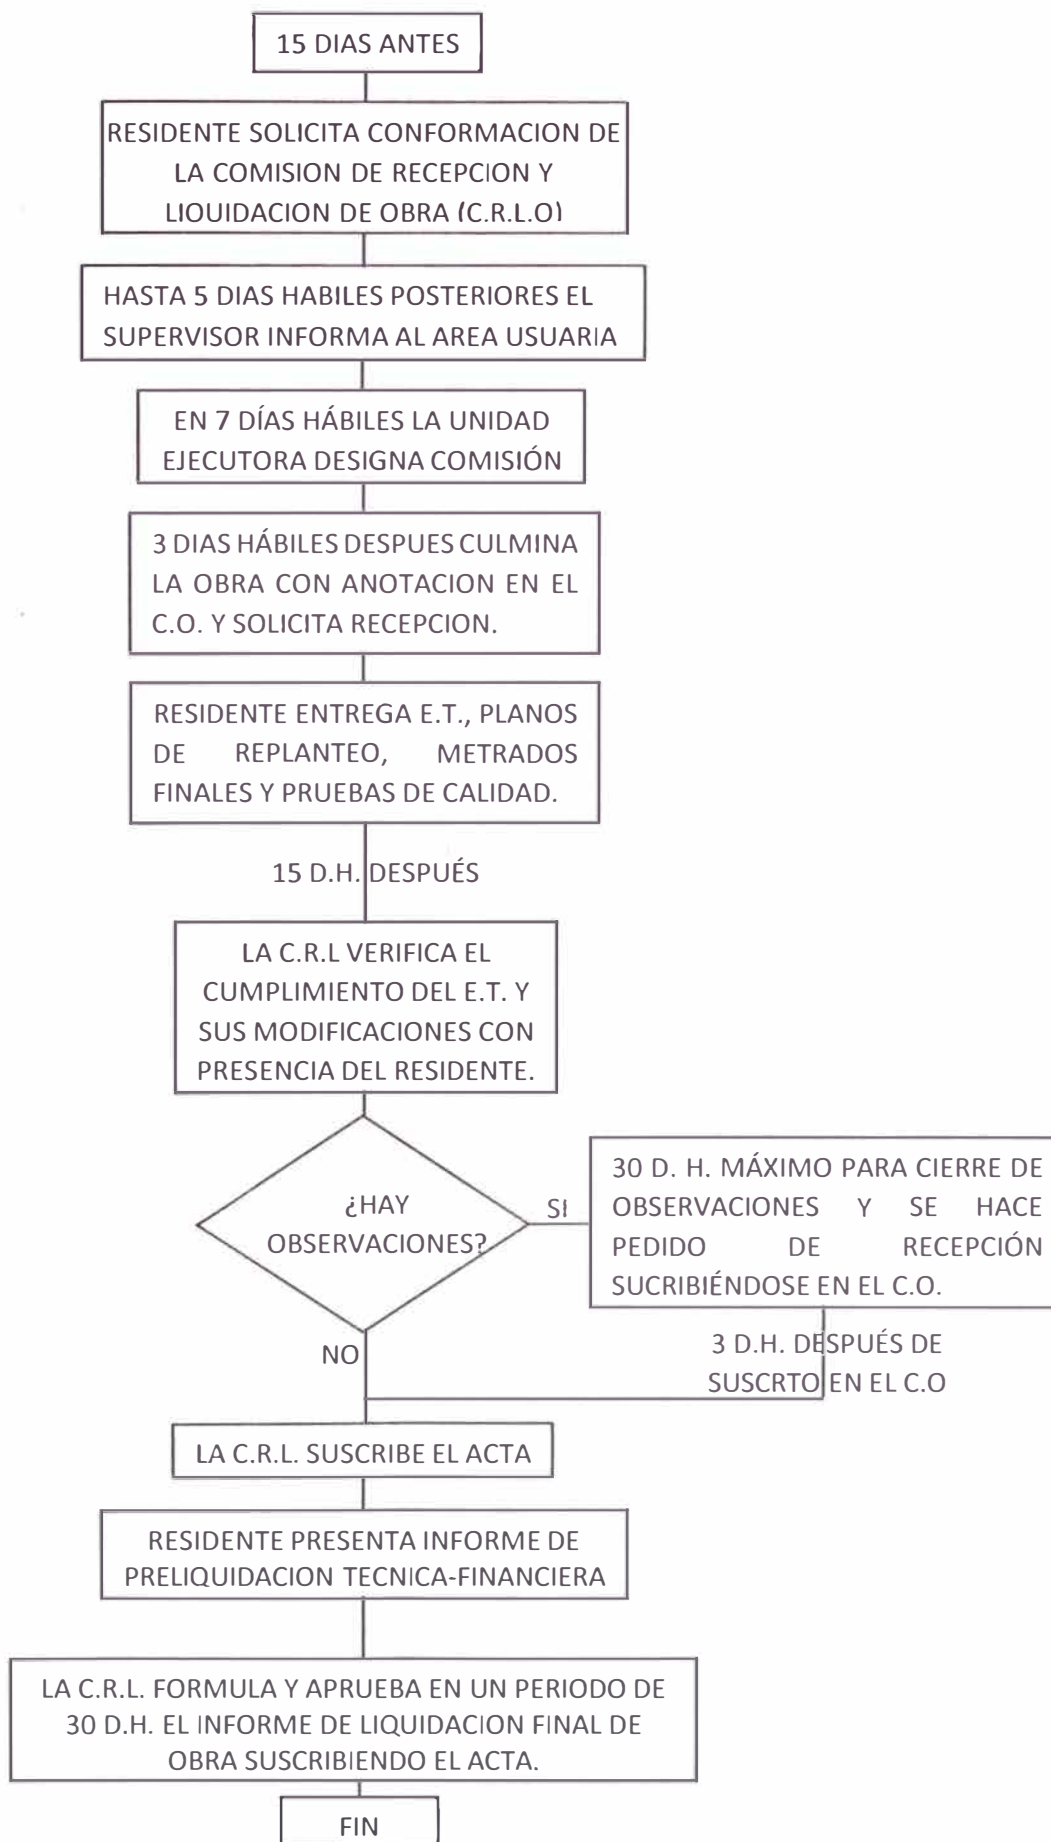 15 DIAS ANTES
RESIDENTE SOLICITA CONFORMACION DE
LA COMISION DE RECEPCION Y
LIOUIDACION DE OBRA (C.R.L.O)
HASTA 5 DIAS HABILES POSTERIORES EL
SUPERVISOR INFORMA AL AREA USUARIA
EN 7 DÍAS HÁBILES LA UNIDAD
EJECUTORA DESIGNA COMISIÓN
3 DIAS HÁBILES DESPUES CULMINA
LA OBRA CON ANOTACION EN EL
C.O. Y SOLICITA RECEPCION.
RESIDENTE ENTREGA E.T., PLANOS
DE REPLANTEO, METRADOS
FINALES Y PRUEBAS DE CALIDAD.
15 D.H. DESPUÉS
LA C.R.L VERIFICA EL
CUMPLIMIENTO DEL E.T. Y
SUS MODIFICACIONES CON
PRESENCIA DEL RESIDENTE.
¿HAY
OBSERVACIONES?
SI
30 D. H. MÁXIMO PARA CIERRE DE
OBSERVACIONES Y SE HACE
PEDIDO DE RECEPCIÓN
SUCRIBIÉNDOSE EN EL C.O.
3 D.H. DESPUÉS DE
SUSCRTO EN EL C.O
NO
LA C.R.L. SUSCRIBE EL ACTA
RESIDENTE PRESENTA INFORME DE
PRELIQUIDACION TECNICA-FINANCIERA
LA C.R.L. FORMULA Y APRUEBA EN UN PERIODO DE
30 D.H. EL INFORME DE LIQUIDACION FINAL DE
OBRA SUSCRIBIENDO EL ACTA.
FIN